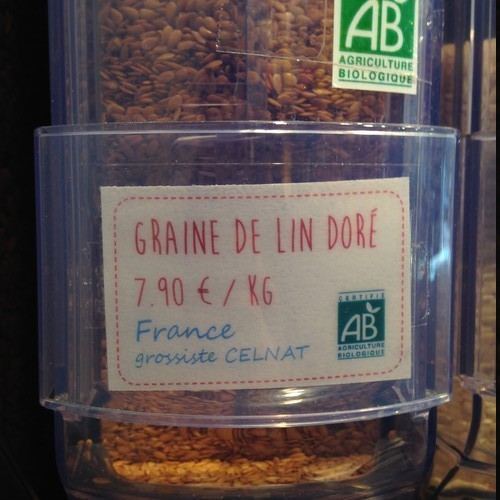 AB
AGRICULTURE
BIOLOGIQUE
GRAINE DE LIN DORÉ
7.90 € / KG
France
grossiste CELNAT
CERTIFIÉ
AB
AGRICULTURE
BIOLOGIQUE